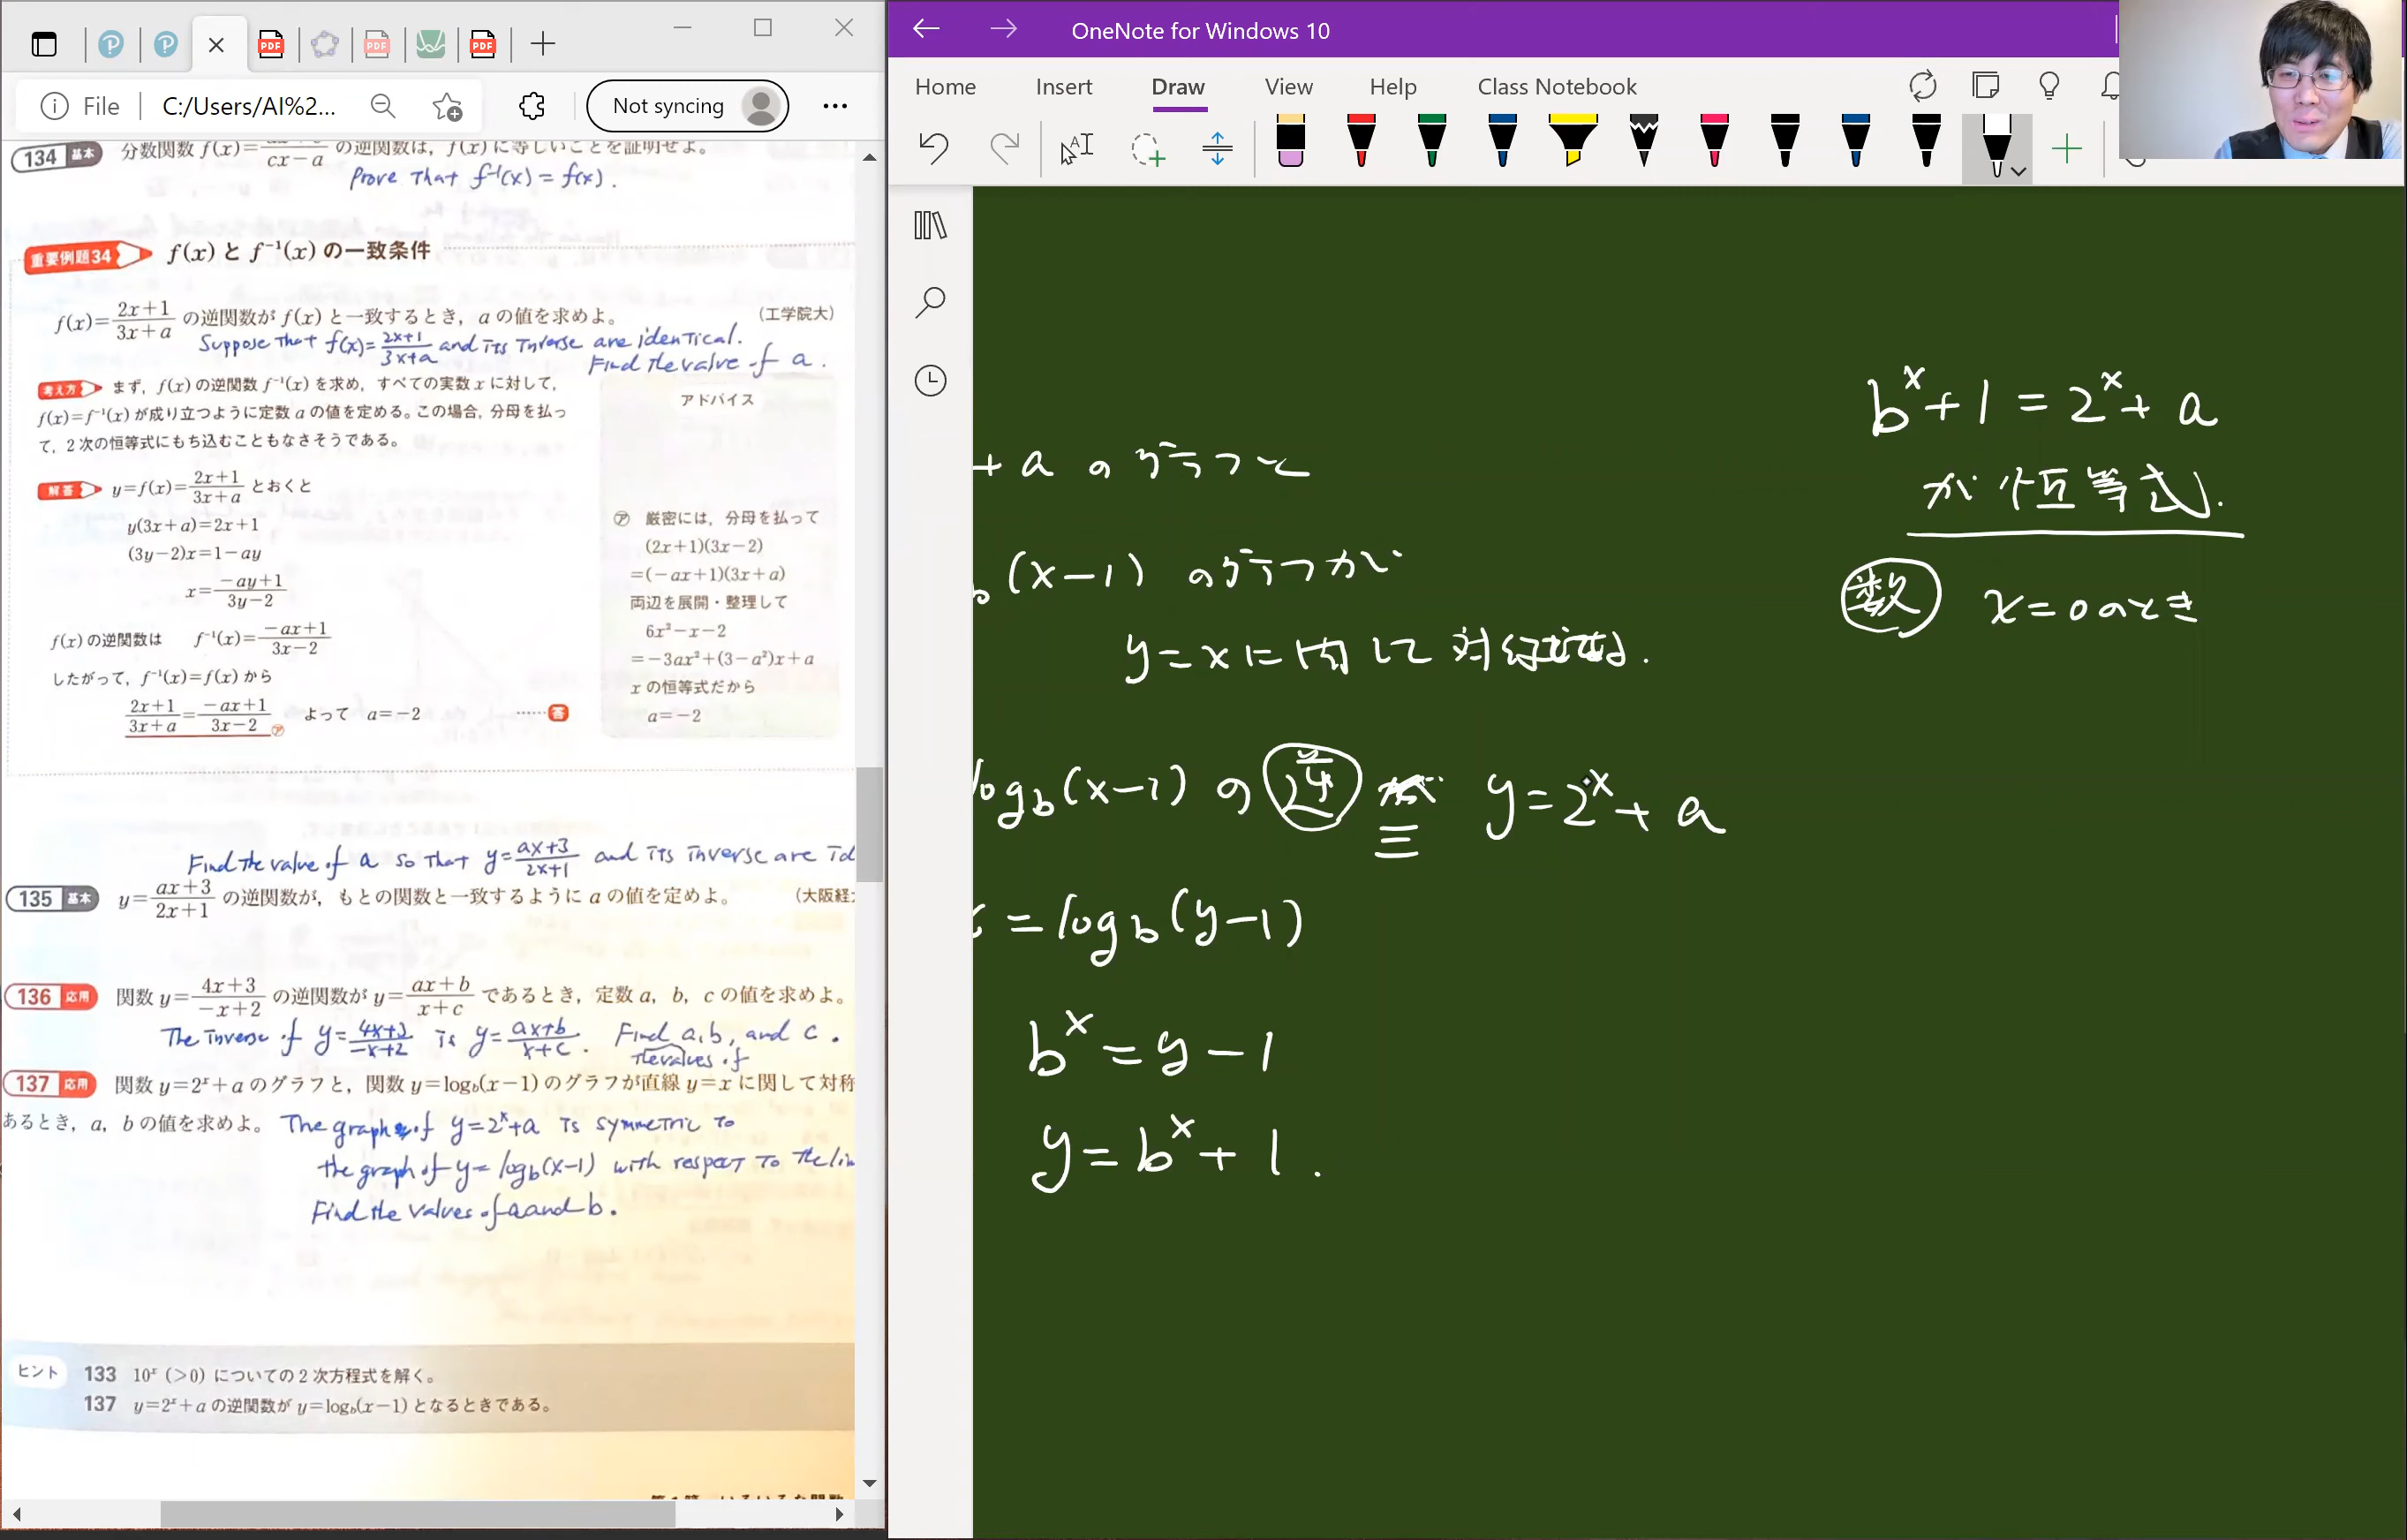 File C:/Users/AI%2... Not syncing
134 基本 分数関数 f(x)= cx−a の逆関数は，f(x)に等しいことを証明せよ。
Prove that f⁻¹(x) = f(x).
重要例題34 f(x) と f⁻¹(x) の一致条件
f(x)=(2x+1)/(3x+a) の逆関数が f(x) と一致するとき，a の値を求めよ。 (工学院大)
Suppose that f(x)=(2x+1)/(3x+a) and its inverse are identical.
Find the value of a.
考え方 まず，f(x) の逆関数 f⁻¹(x) を求め，すべての実数 x に対して，
f(x)=f⁻¹(x) が成り立つように定数 a の値を定める。この場合，分母を払っ
て，2次の恒等式にもち込むこともなさそうである。
解答 y=f(x)=(2x+1)/(3x+a) とおくと
y(3x+a)=2x+1
(3y−2)x=1−ay
x=(−ay+1)/(3y−2)
f(x) の逆関数は f⁻¹(x)=(−ax+1)/(3x−2)
したがって，f⁻¹(x)=f(x) から
(2x+1)/(3x+a)=(−ax+1)/(3x−2) ㋐ よって a=−2 ……答
アドバイス
㋐ 厳密には，分母を払って
(2x+1)(3x−2)
=(−ax+1)(3x+a)
両辺を展開・整理して
6x²−x−2
=−3ax²+(3−a²)x+a
x の恒等式だから
a=−2
Find the value of a so that y=(ax+3)/(2x+1) and its inverse are id
135 基本 y=(ax+3)/(2x+1) の逆関数が，もとの関数と一致するように a の値を定めよ。 (大阪経
136 応用 関数 y=(4x+3)/(−x+2) の逆関数が y=(ax+b)/(x+c) であるとき，定数 a，b，c の値を求めよ。
The inverse of y=(4x+3)/(−x+2) is y=(ax+b)/(x+c). Find a, b, and c.
the values of
137 応用 関数 y=2ˣ+a のグラフと，関数 y=log_b(x−1) のグラフが直線 y=x に関して対称
あるとき，a，b の値を求めよ。 The graph of y=2ˣ+a is symmetric to
the graph of y=log_b(x−1) with respect to the lin
Find the values of a and b.
ヒント 133 10ˣ (>0) についての2次方程式を解く。
137 y=2ˣ+a の逆関数が y=log_b(x−1) となるときである。
OneNote for Windows 10
Home Insert Draw View Help Class Notebook
+ a のグラフと
(x−1) のグラフが
y=x に関して対称
log_b(x−1) の逆 y=2ˣ+a
= log_b(y−1)
bˣ = y−1
y = bˣ+1.
bˣ+1 = 2ˣ+a
が恒等式.
数 x=0のとき